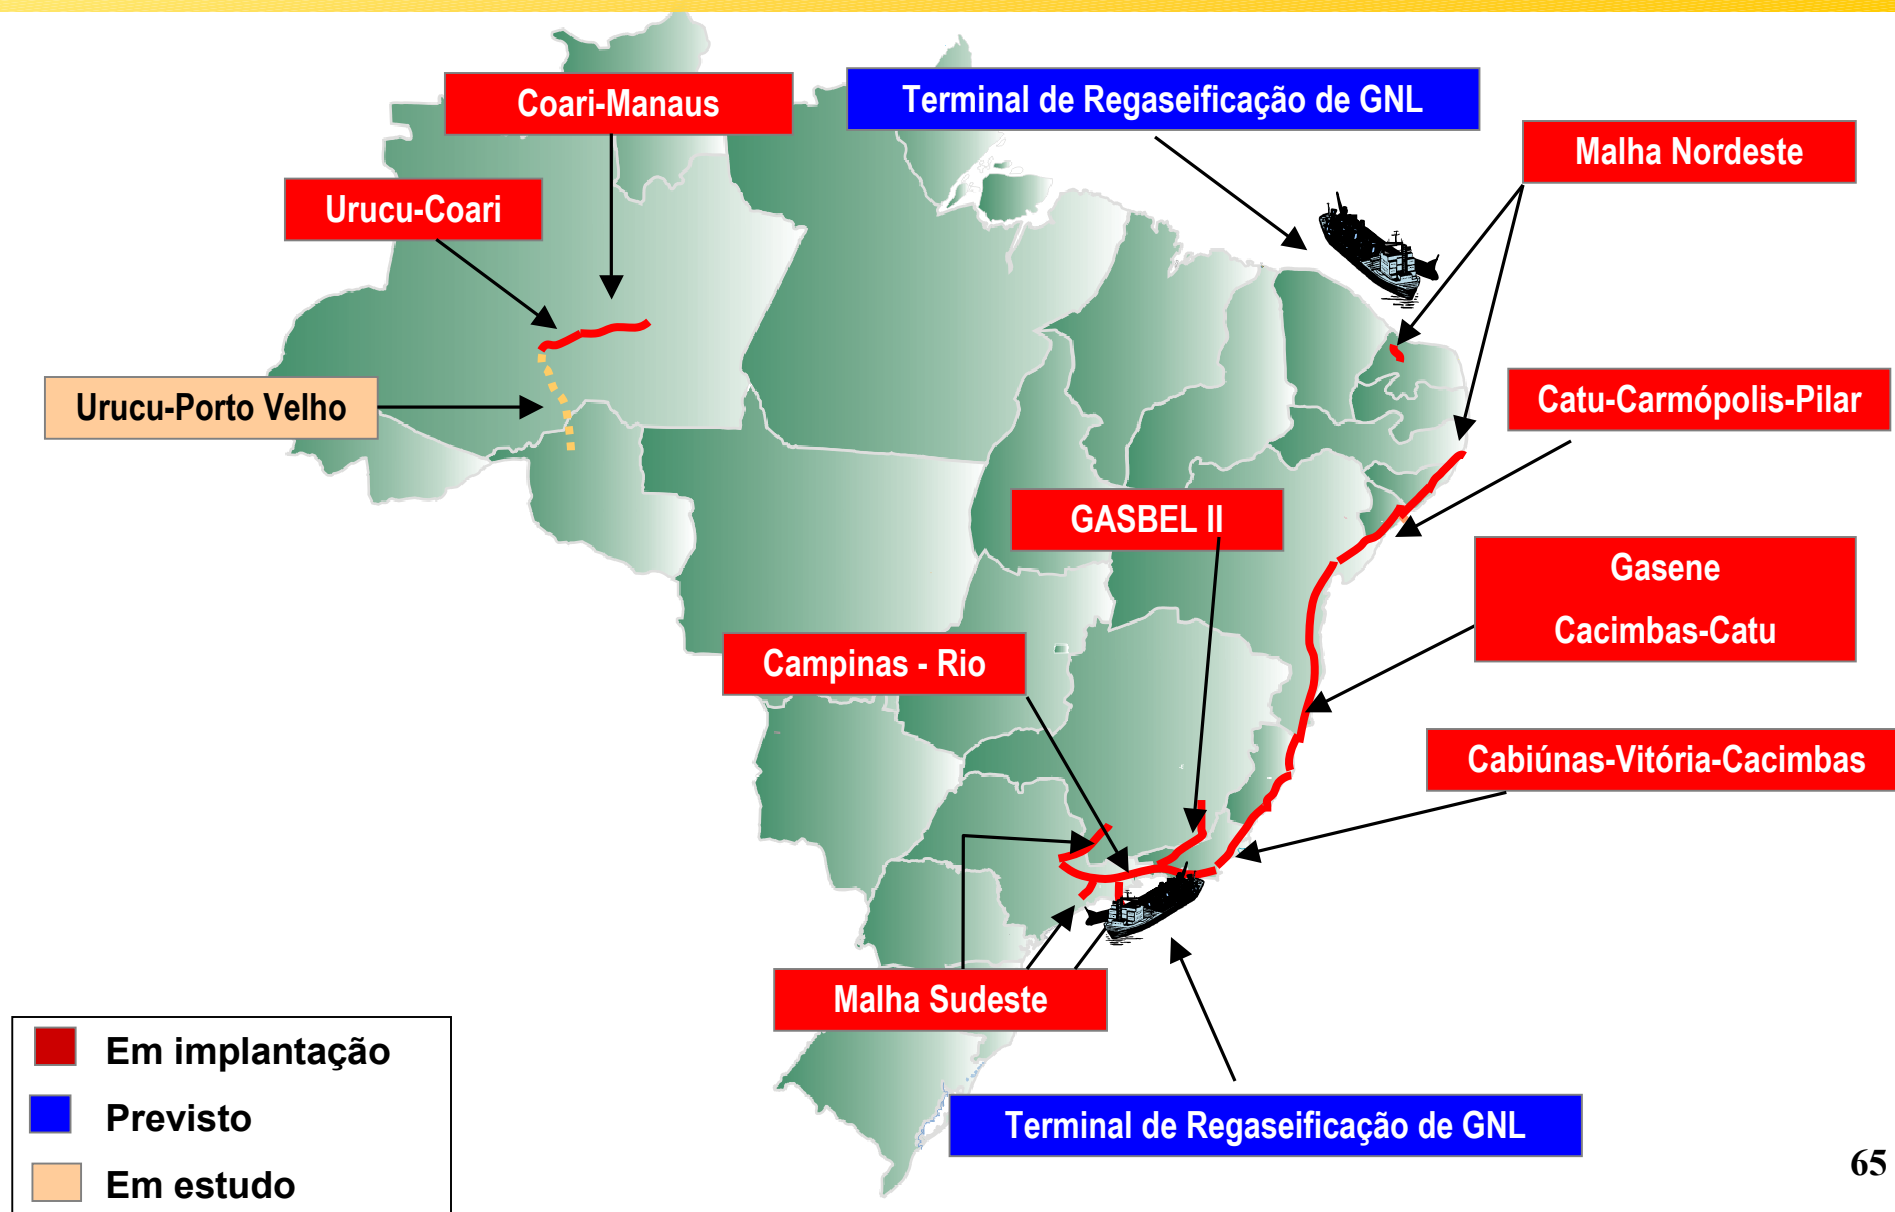 Coari-Manaus
Terminal de Regaseificação de GNL
Malha Nordeste
Urucu-Coari
Urucu-Porto Velho
Catu-Carmópolis-Pilar
GASBEL II
Gasene
Cacimbas-Catu
Campinas - Rio
Cabiúnas-Vitória-Cacimbas
Malha Sudeste
Terminal de Regaseificação de GNL
Em implantação
Previsto
Em estudo
65